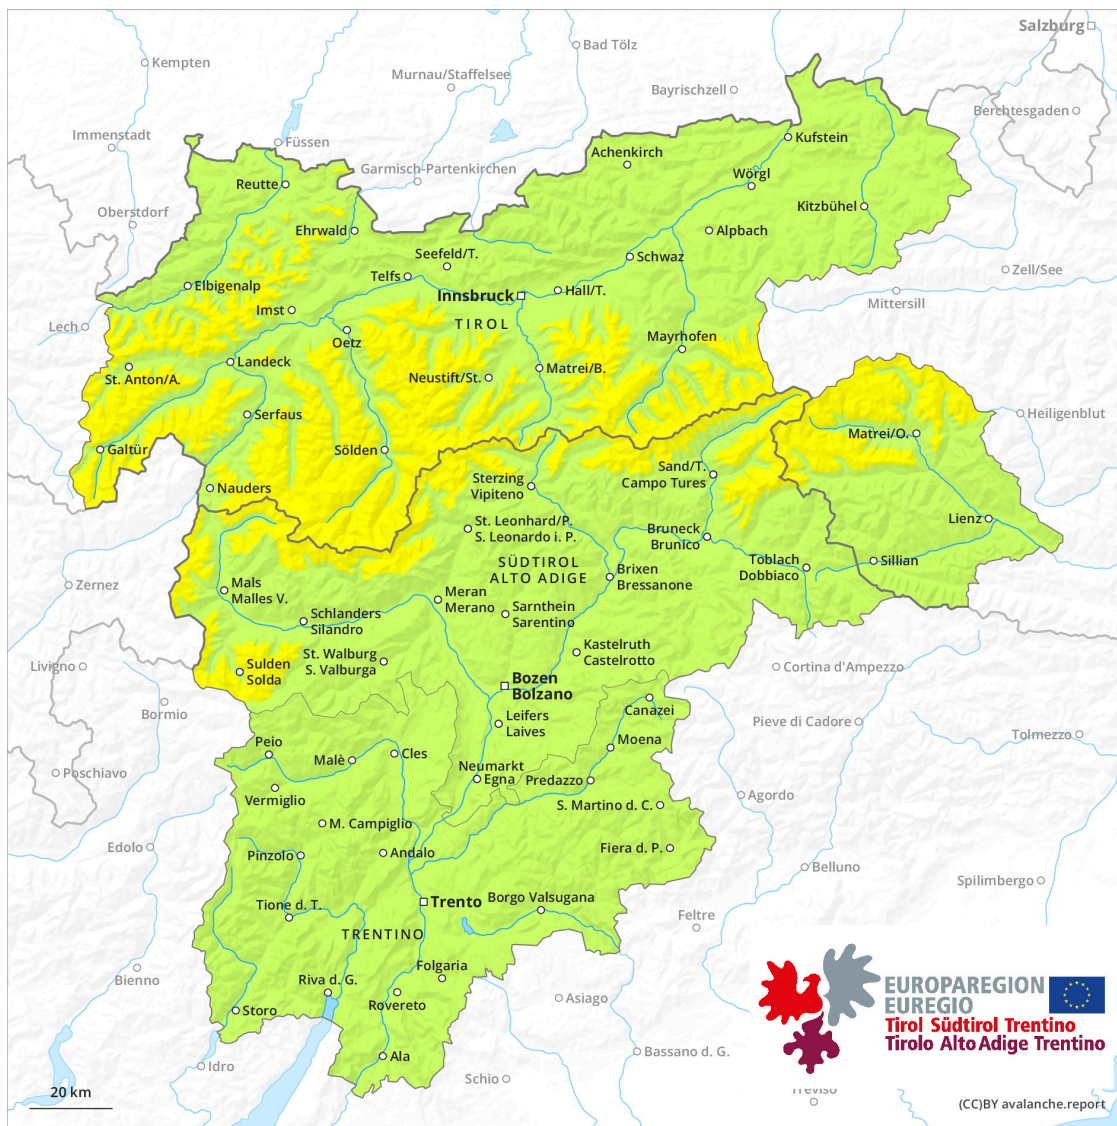 Salzburg
Bad Tölz
Kempten
Murnau/Staffelsee
Bayrischzell
Berchtesgaden
Immenstadt
Füssen
Kufstein
Achenkirch
Garmisch-Partenkirchen
Wörgl
Reutte
Oberstdorf
Kitzbühel
Ehrwald
Alpbach
Seefeld/T.
Schwaz
Zell/See
Telfs
Elbigenalp
Hall/T.
Innsbruck
Mittersill
Imst
TIROL
Lech
Oetz
Mayrhofen
Landeck
St. Anton/A.
Neustift/St.
Matrei/B.
Serfaus
Heiligenblut
Matrei/O.
Galtür
Sölden
Sand/T.
Campo Tures
Sterzing
Vipiteno
Nauders
St. Leonhard/P.
S. Leonardo i. P.
Lienz
Bruneck
Brunico
SÜDTIROL
ALTO ADIGE
Toblach
Dobbiaco
Sillian
Brixen
Bressanone
Zernez
Mals
Malles V.
Meran
Merano
Schlanders
Silandro
Sarnthein
Sarentino
Kastelruth
Castelrotto
St. Walburg
S. Valburga
Livigno
Sulden
Solda
Cortina d'Ampezzo
Bozen
Bolzano
Bormio
Canazei
Leifers
Laives
Pieve di Cadore
Tolmezzo
Peio
Moena
Malè
Cles
Poschiavo
Neumarkt
Egna
Predazzo
Vermiglio
Agordo
S. Martino d. C.
M. Campiglio
Edolo
Pinzolo
Andalo
Fiera d. P.
Belluno
Spilimbergo
Tione d. T.
Trento
Borgo Valsugana
Feltre
TRENTINO
Folgaria
Bienno
Riva d. G.
Rovereto
Asiago
Storo
EUROPAREGION
EUREGIO
Tirol Südtirol Trentino
Tirolo Alto Adige Trentino
Ala
Bassano d. G.
Idro
Schio
Treviso
20 km
(CC)BY avalanche.report